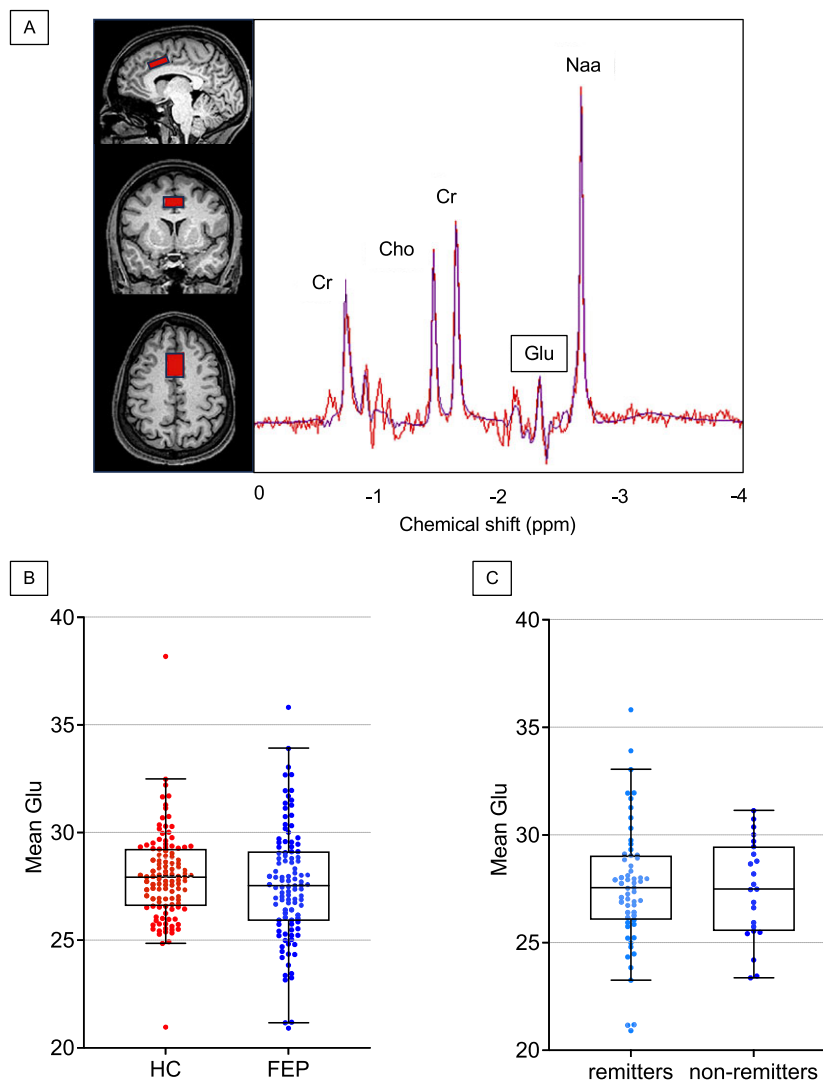 A
Naa
Cr
Cho
Cr
Glu
0 -1 -2 -3 -4
Chemical shift (ppm)
B
40
35
30
25
20
Mean Glu
HC FEP
C
40
35
30
25
20
Mean Glu
remitters non-remitters